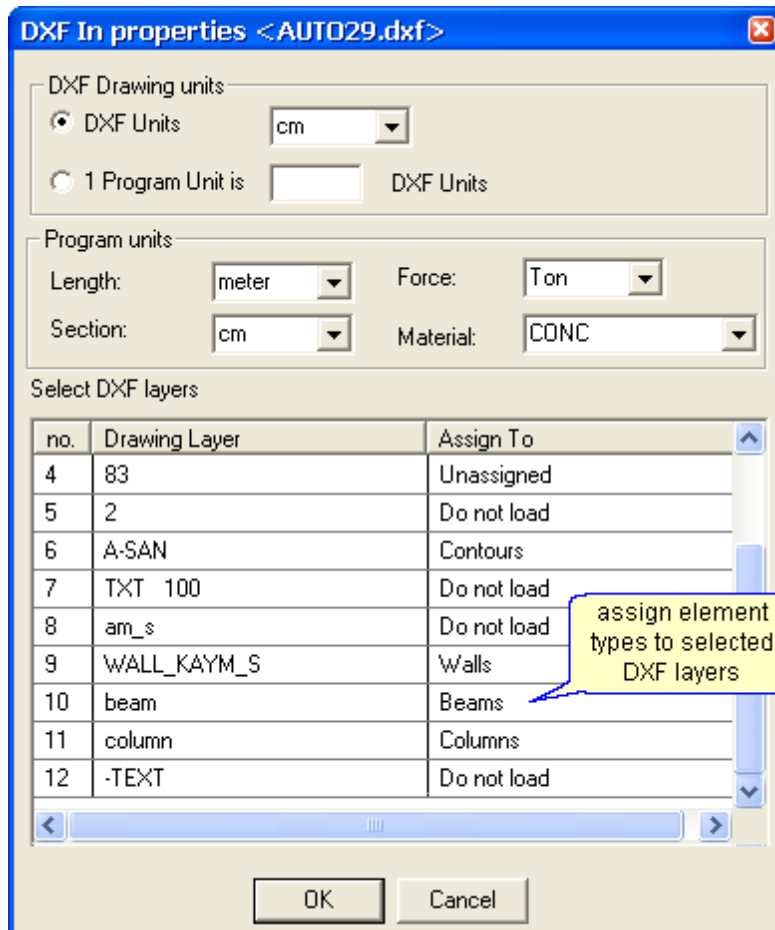 DXF In properties <AUTO29.dxf>
DXF Drawing units
DXF Units cm
1 Program Unit is DXF Units
Program units
Length: meter Force: Ton
Section: cm Material: CONC
Select DXF layers
no. Drawing Layer Assign To
4 83 Unassigned
5 2 Do not load
6 A-SAN Contours
7 TXT 100 Do not load
8 am_s Do not load
9 WALL_KAYM_S Walls
10 beam Beams
11 column Columns
12 -TEXT Do not load
assign element
types to selected
DXF layers
OK Cancel